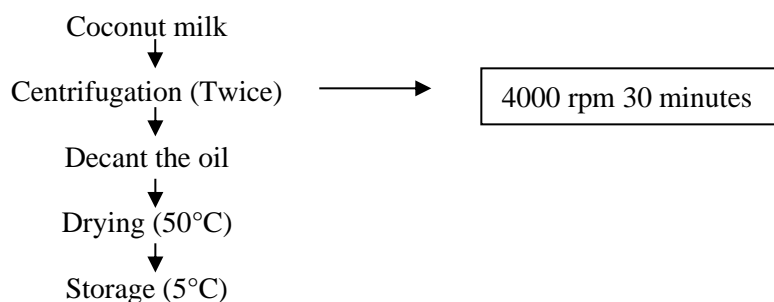 Coconut milk
Centrifugation (Twice)
4000 rpm 30 minutes
Decant the oil
Drying (50°C)
Storage (5°C)